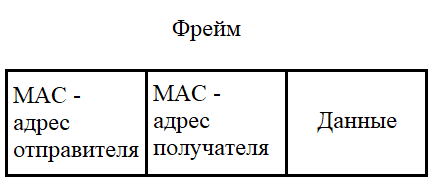 Фрейм
MAC -
адрес
отправителя
MAC -
адрес
получателя
Данные